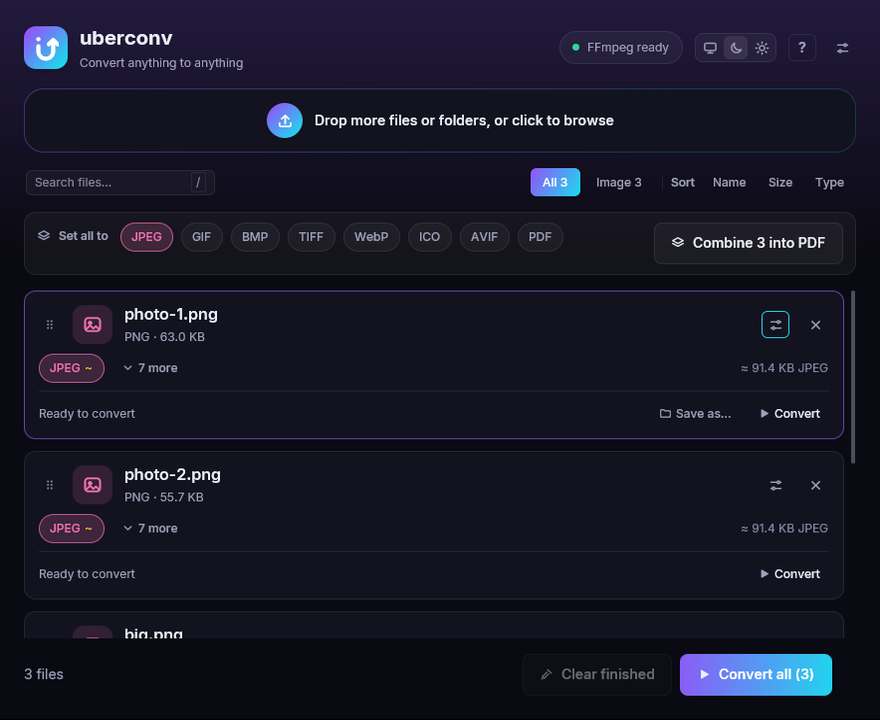 uberconv
Convert anything to anything
FFmpeg ready
?
Drop more files or folders, or click to browse
Search files... /
All 3 Image 3 Sort Name Size Type
Set all to JPEG GIF BMP TIFF WebP ICO AVIF PDF Combine 3 into PDF
photo-1.png
PNG · 63.0 KB
JPEG ~ 7 more ≈ 91.4 KB JPEG
Ready to convert Save as... Convert
photo-2.png
PNG · 55.7 KB
JPEG ~ 7 more ≈ 91.4 KB JPEG
Ready to convert Convert
big.png
3 files Clear finished Convert all (3)